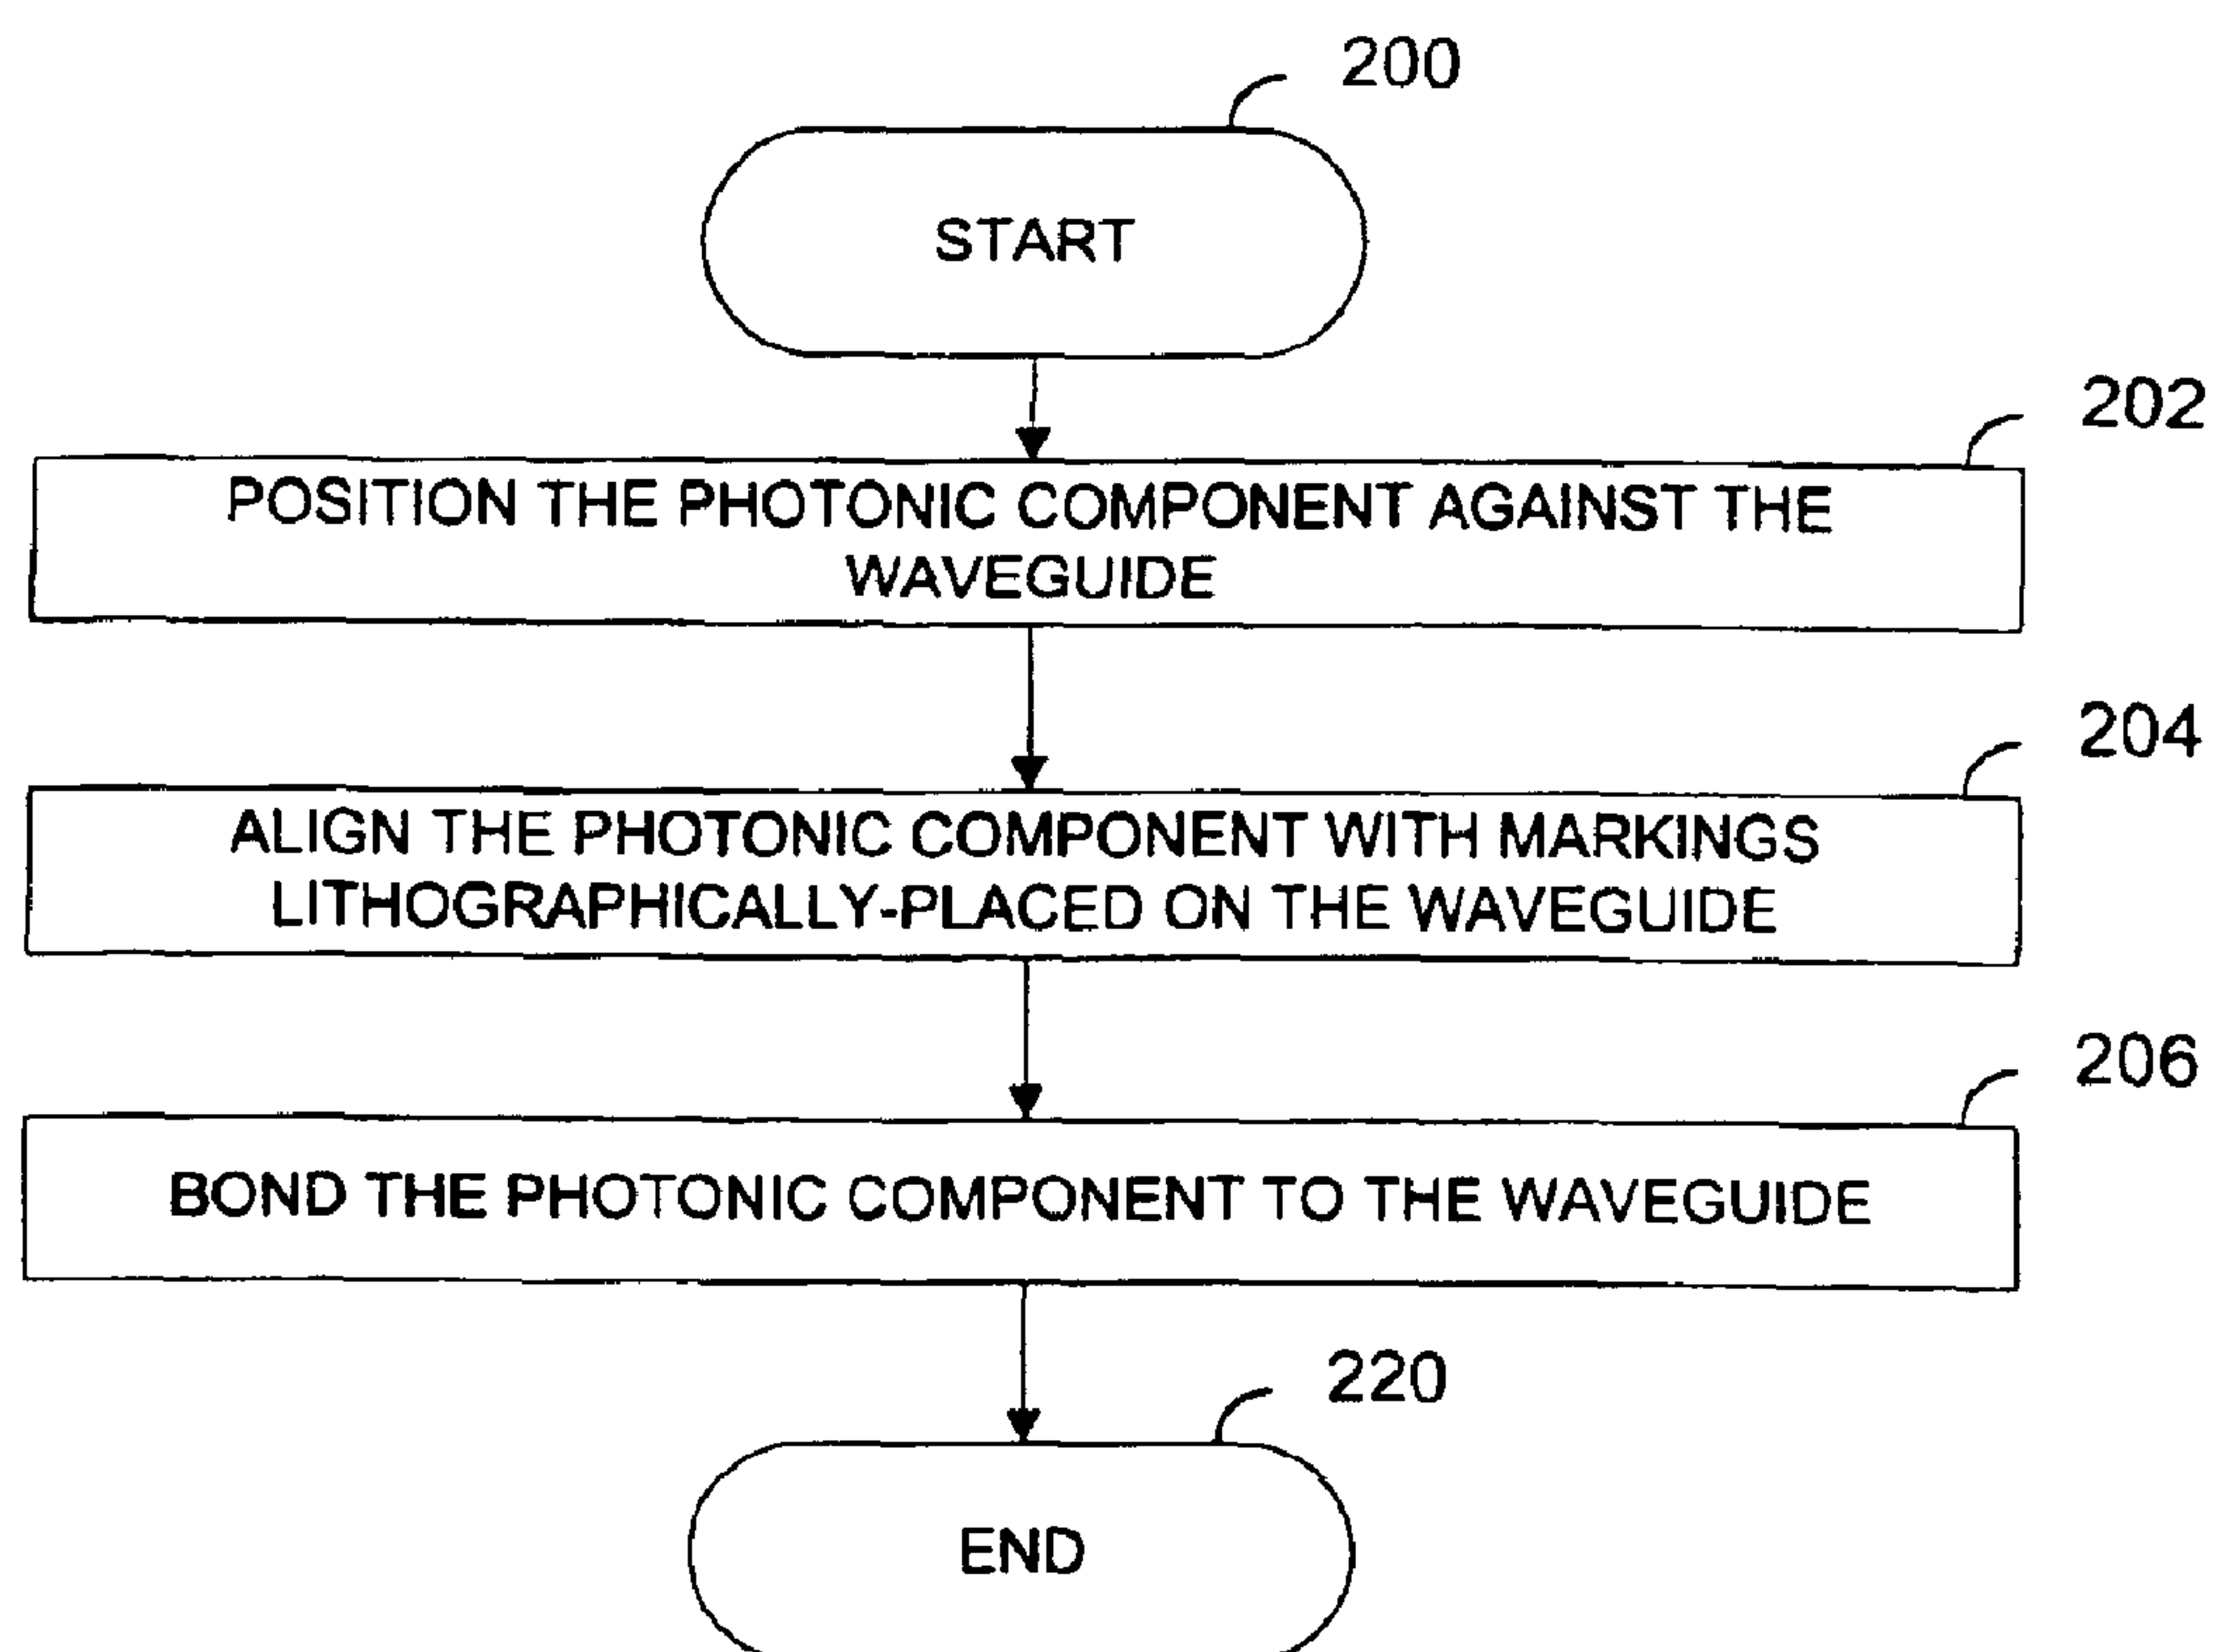 200
START
202
POSITION THE PHOTONIC COMPONENT AGAINST THE
WAVEGUIDE
204
ALIGN THE PHOTONIC COMPONENT WITH MARKINGS
LITHOGRAPHICALLY-PLACED ON THE WAVEGUIDE
206
BOND THE PHOTONIC COMPONENT TO THE WAVEGUIDE
220
END